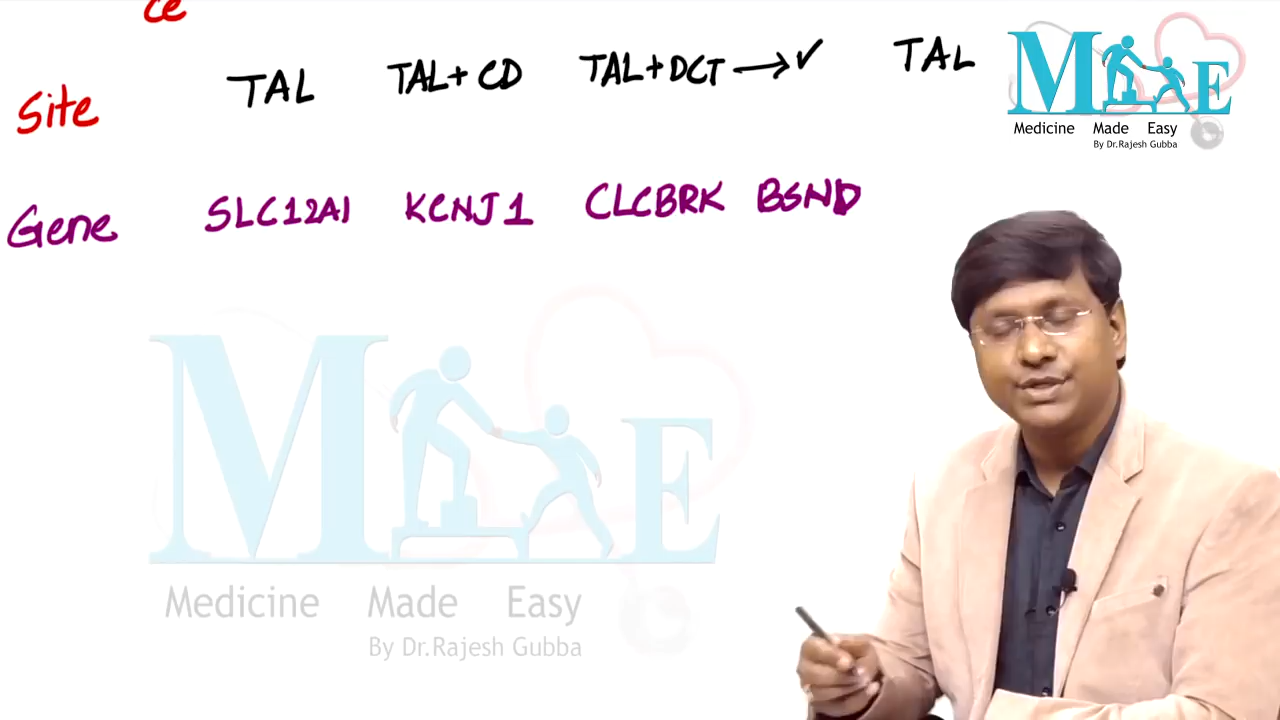 ce
Site TAL TAL+CD TAL+DCT → ✓ TAL
Gene SLC12A1 KCNJ1 CLCBRK BSND
M E
Medicine Made Easy
By Dr.Rajesh Gubba
M E
Medicine Made Easy
By Dr.Rajesh Gubba